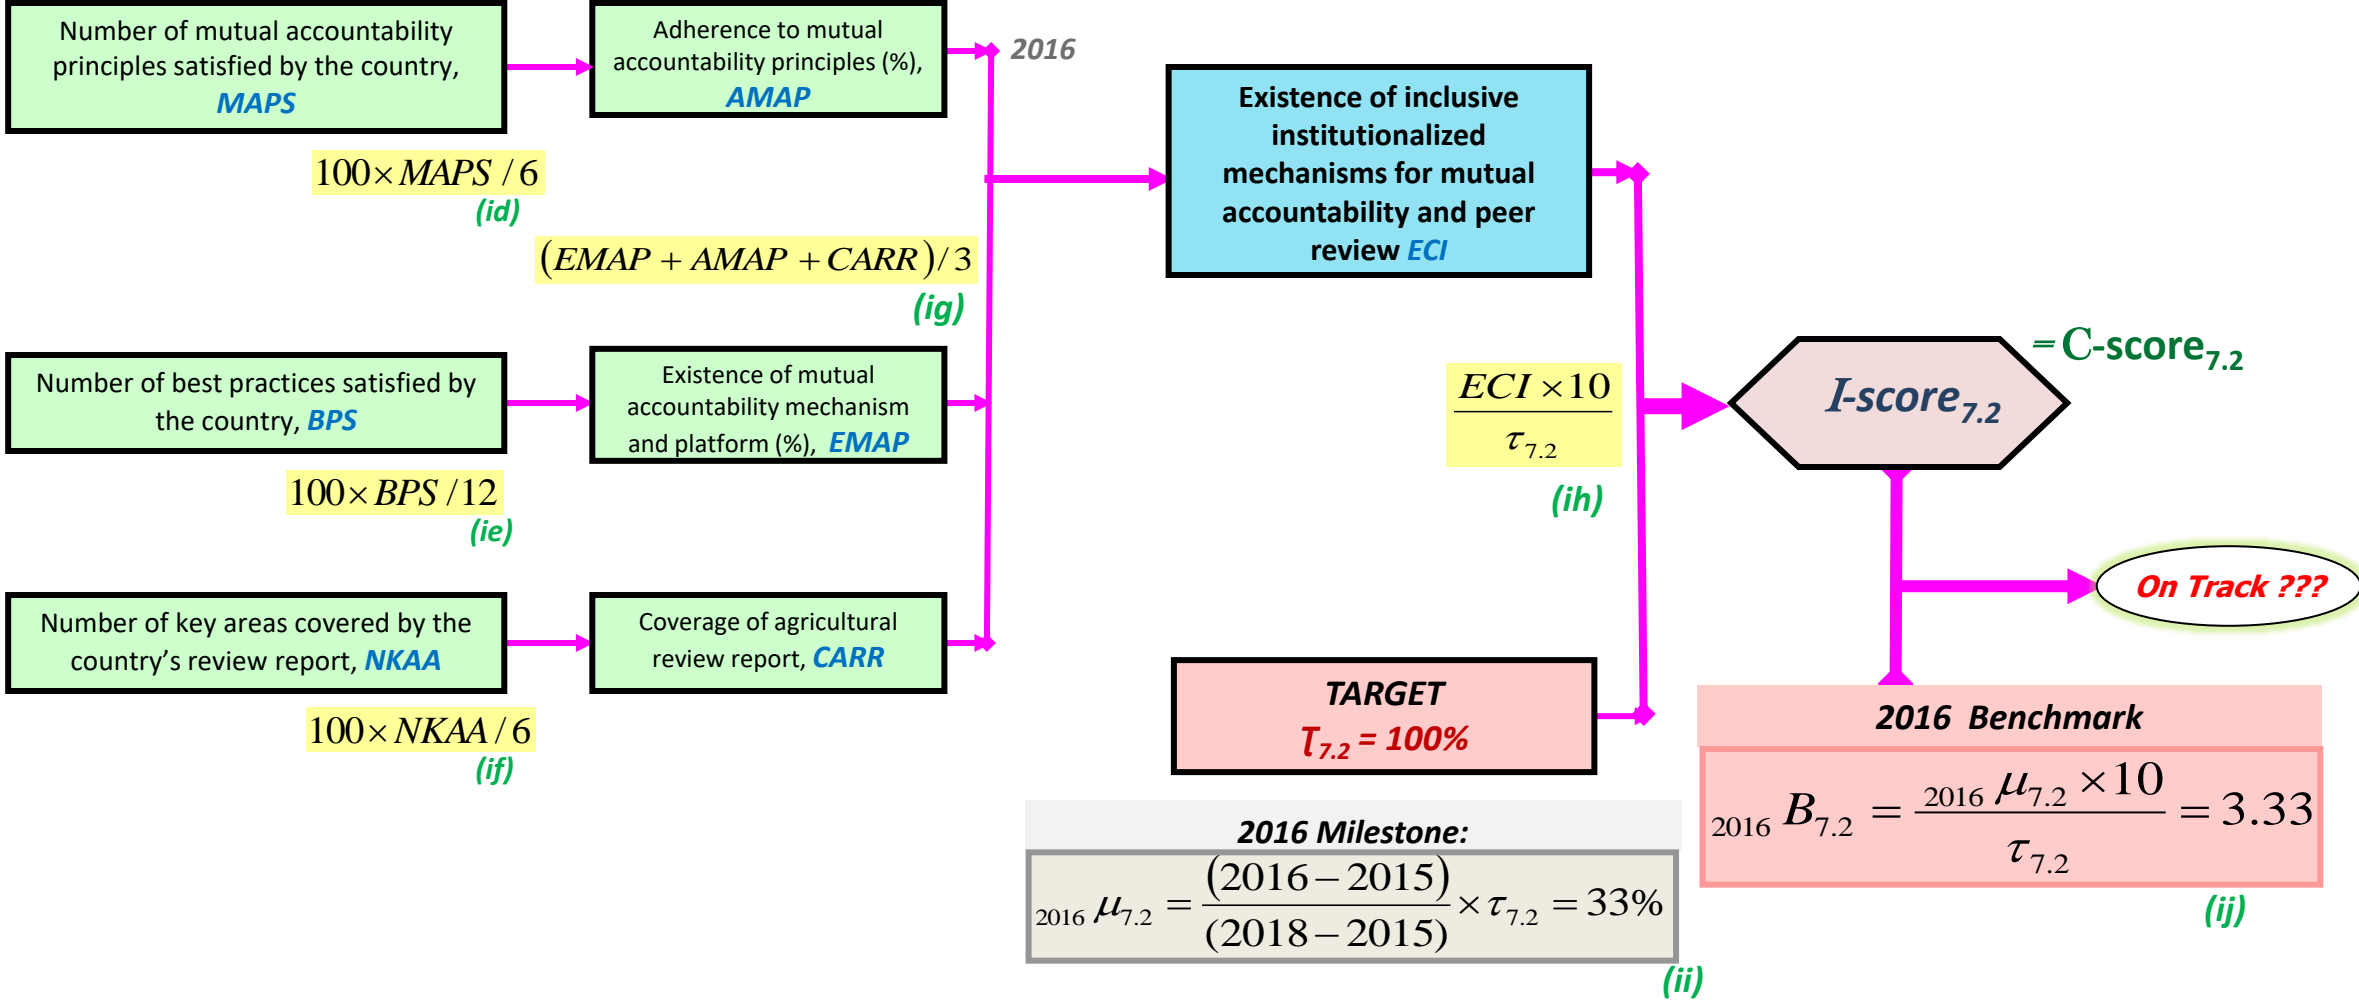 Number of mutual accountability
principles satisfied by the country,
MAPS
Adherence to mutual
accountability principles (%),
AMAP
2016
100 × MAPS / 6
(id)
Existence of inclusive
institutionalized
mechanisms for mutual
accountability and peer
review ECI
(EMAP + AMAP + CARR)/3
(ig)
Number of best practices satisfied by
the country, BPS
Existence of mutual
accountability mechanism
and platform (%), EMAP
100 × BPS /12
(ie)
ECI ×10
τ7.2
(ih)
I-score7.2
= C-score7.2
On Track ???
Number of key areas covered by the
country’s review report, NKAA
Coverage of agricultural
review report, CARR
100 × NKAA / 6
(if)
TARGET
Ʈ7.2 = 100%
2016 Milestone:
2016 μ7.2 = (2016 – 2015) / (2018 – 2015) × τ7.2 = 33%
(ii)
2016 Benchmark
2016 B7.2 = 2016 μ7.2 ×10 / τ7.2 = 3.33
(ij)